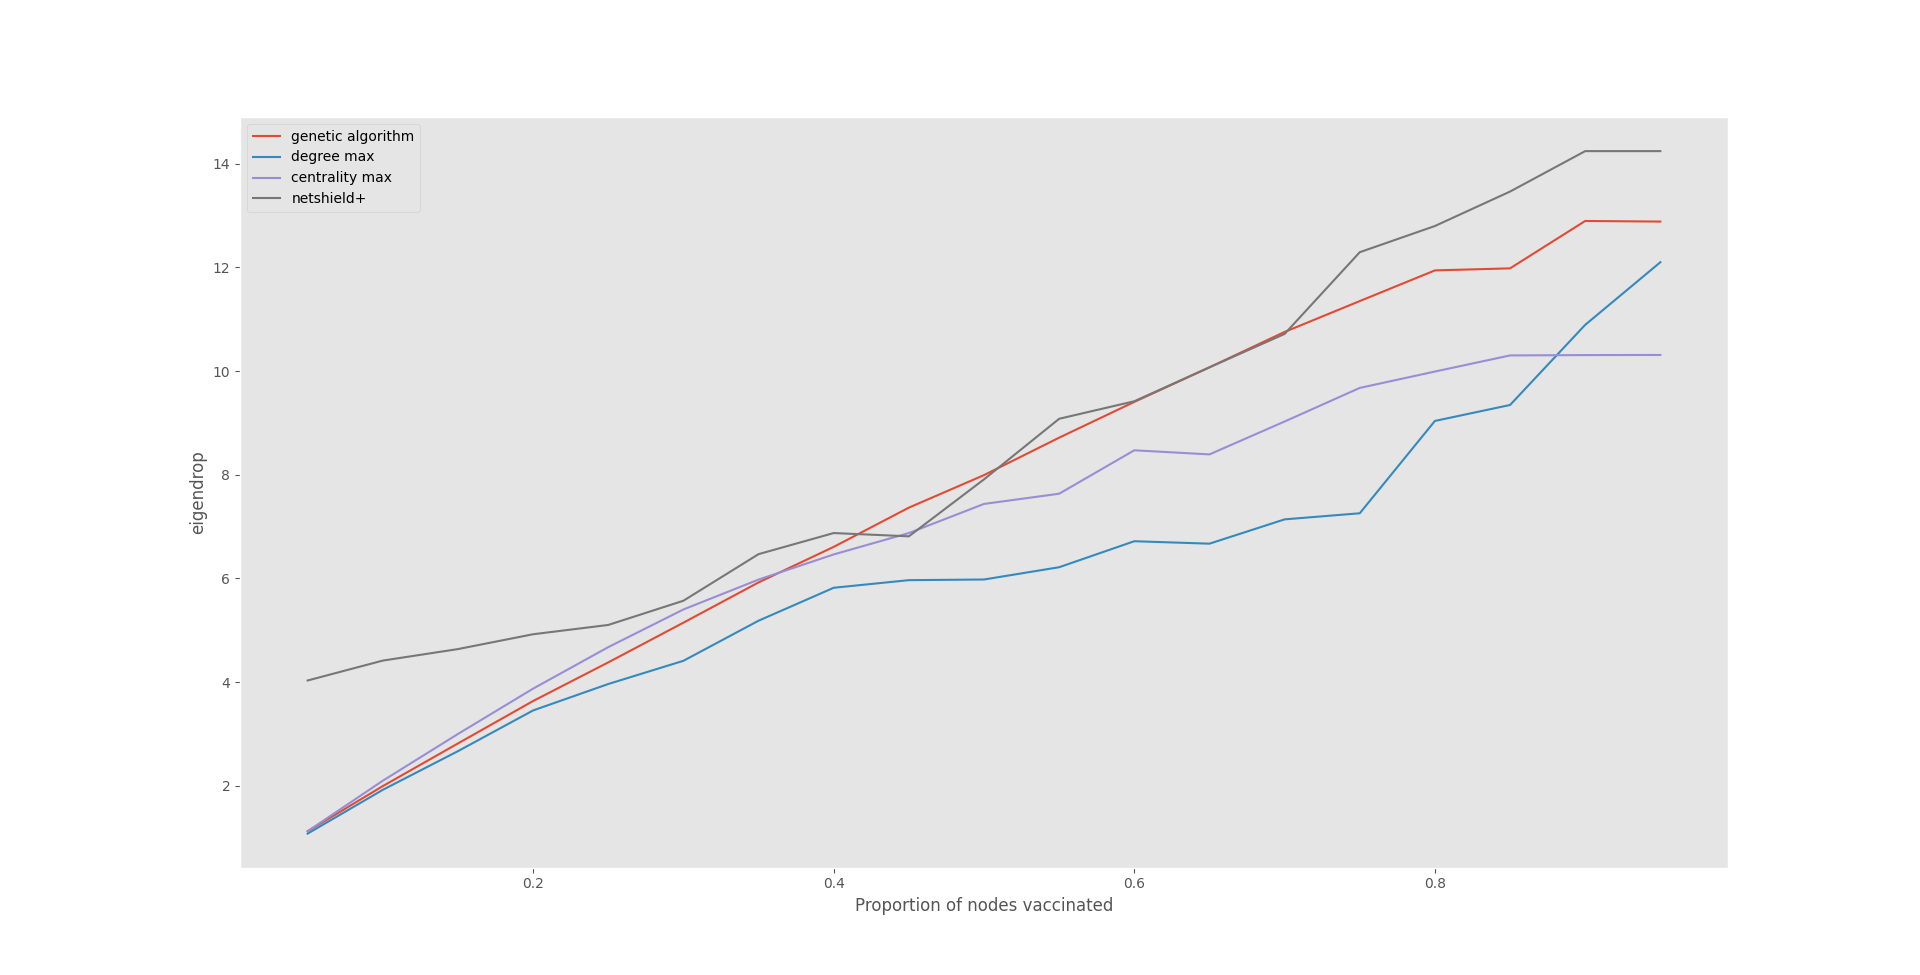 genetic algorithm
degree max
centrality max
netshield+
14
12
10
8
6
4
2
eigendrop
0.2 0.4 0.6 0.8
Proportion of nodes vaccinated